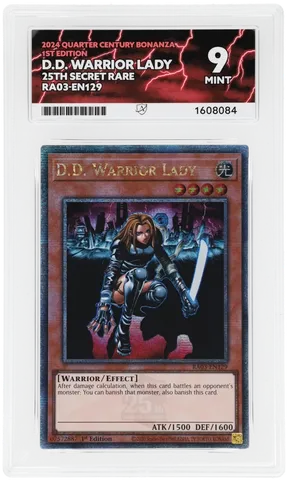 2024 QUARTER CENTURY BONANZA
1ST EDITION
D.D. WARRIOR LADY
25TH SECRET RARE
RA03-EN129
9
MINT
1608084
D.D. Warrior Lady
RA03-EN129
[Warrior/Effect]
After damage calculation, when this card battles an opponent's
monster: You can banish that monster, also banish this card.
ATK/1500 DEF/1600
1st Edition